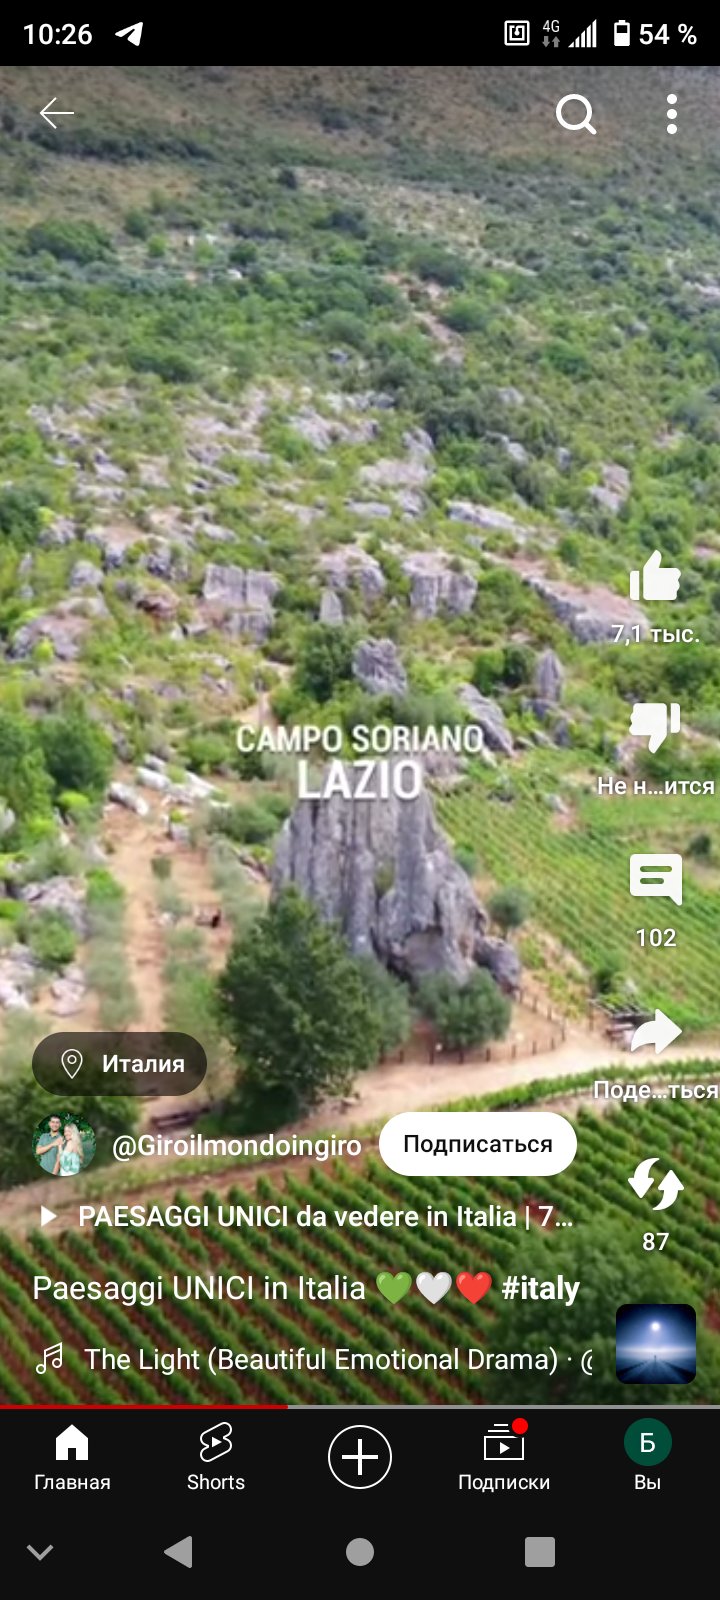 10:26
4G
54 %
7,1 тыс.
CAMPO SORIANO
LAZIO
Не н...ится
102
Италия
Поде...ться
@Giroilmondoingiro
Подписаться
PAESAGGI UNICI da vedere in Italia | 7...
87
Paesaggi UNICI in Italia 💚🤍❤️ #italy
The Light (Beautiful Emotional Drama) · @
Главная
Shorts
Подписки
Б
Вы